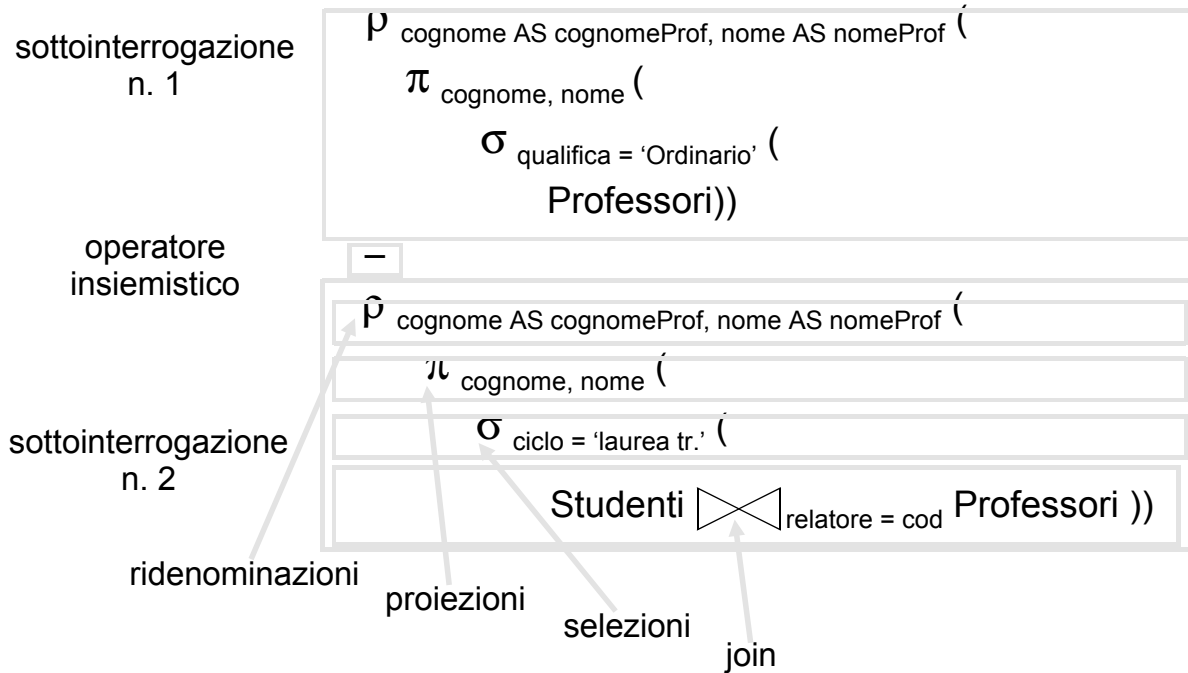 sottointerrogazione
n. 1
ρ cognome AS cognomeProf, nome AS nomeProf (
π cognome, nome (
σ qualifica = ‘Ordinario’ (
Professori))
operatore
insiemistico
–
sottointerrogazione
n. 2
ρ cognome AS cognomeProf, nome AS nomeProf (
π cognome, nome (
σ ciclo = ‘laurea tr.’ (
Studenti ⋈ relatore = cod Professori ))
ridenominazioni
proiezioni
selezioni
join